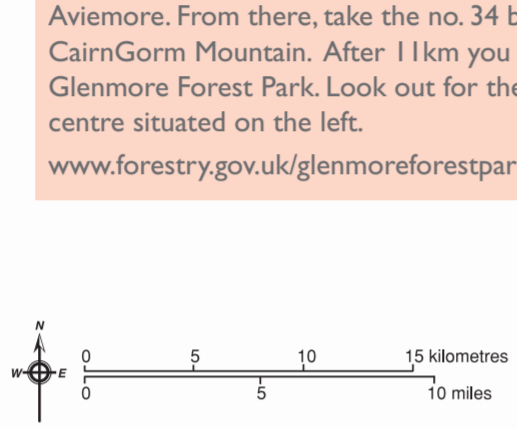 Aviemore. From there, take the no. 34 b
CairnGorm Mountain. After 11km you
Glenmore Forest Park. Look out for the
centre situated on the left.
www.forestry.gov.uk/glenmoreforestpar
N
W E
0 5 10 15 kilometres
0 5 10 miles